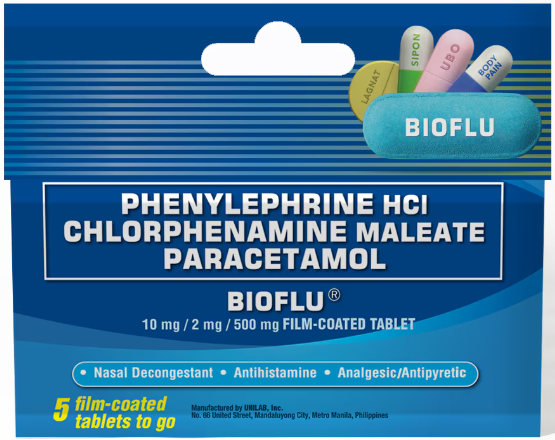 LAGNAT
SIPON
UBO
BODY
PAIN
BIOFLU
PHENYLEPHRINE HCl
CHLORPHENAMINE MALEATE
PARACETAMOL
BIOFLU®
10 mg / 2 mg / 500 mg FILM-COATED TABLET
• Nasal Decongestant • Antihistamine • Analgesic/Antipyretic
5 film-coated
tablets to go
Manufactured by UNILAB, Inc.
No. 66 United Street, Mandaluyong City, Metro Manila, Philippines